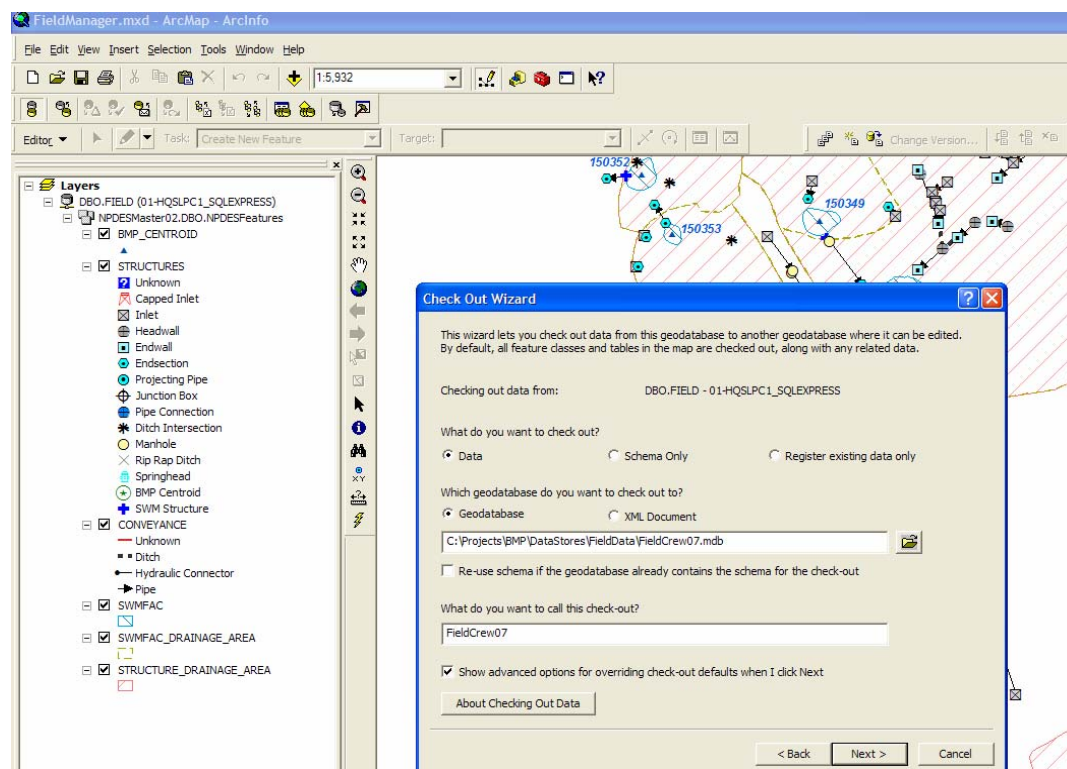 FieldManager.mxd - ArcMap - ArcInfo
File Edit View Insert Selection Tools Window Help
1:5,932
Editor Task: Create New Feature Target: Change Version...
Layers
DBO.FIELD (01-HQSLPC1_SQLEXPRESS)
NPDESMaster02.DBO.NPDESFeatures
BMP_CENTROID
STRUCTURES
Unknown
Capped Inlet
Inlet
Headwall
Endwall
Endsection
Projecting Pipe
Junction Box
Pipe Connection
Ditch Intersection
Manhole
Rip Rap Ditch
Springhead
BMP Centroid
SWM Structure
CONVEYANCE
Unknown
Ditch
Hydraulic Connector
Pipe
SWMFAC
SWMFAC_DRAINAGE_AREA
STRUCTURE_DRAINAGE_AREA
XY
150352
150349
150353
Check Out Wizard
This wizard lets you check out data from this geodatabase to another geodatabase where it can be edited.
By default, all feature classes and tables in the map are checked out, along with any related data.
Checking out data from: DBO.FIELD - 01-HQSLPC1_SQLEXPRESS
What do you want to check out?
Data Schema Only Register existing data only
Which geodatabase do you want to check out to?
Geodatabase XML Document
C:\Projects\BMP\DataStores\FieldData\FieldCrew07.mdb
Re-use schema if the geodatabase already contains the schema for the check-out
What do you want to call this check-out?
FieldCrew07
Show advanced options for overriding check-out defaults when I click Next
About Checking Out Data
< Back Next > Cancel